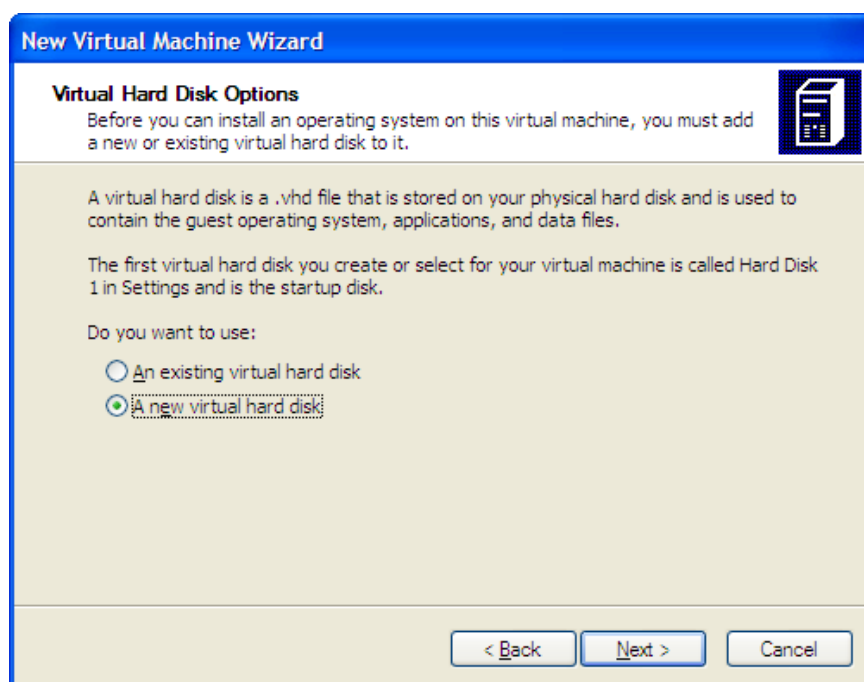 New Virtual Machine Wizard
Virtual Hard Disk Options
Before you can install an operating system on this virtual machine, you must add
a new or existing virtual hard disk to it.
A virtual hard disk is a .vhd file that is stored on your physical hard disk and is used to
contain the guest operating system, applications, and data files.
The first virtual hard disk you create or select for your virtual machine is called Hard Disk
1 in Settings and is the startup disk.
Do you want to use:
An existing virtual hard disk
A new virtual hard disk
< Back Next > Cancel